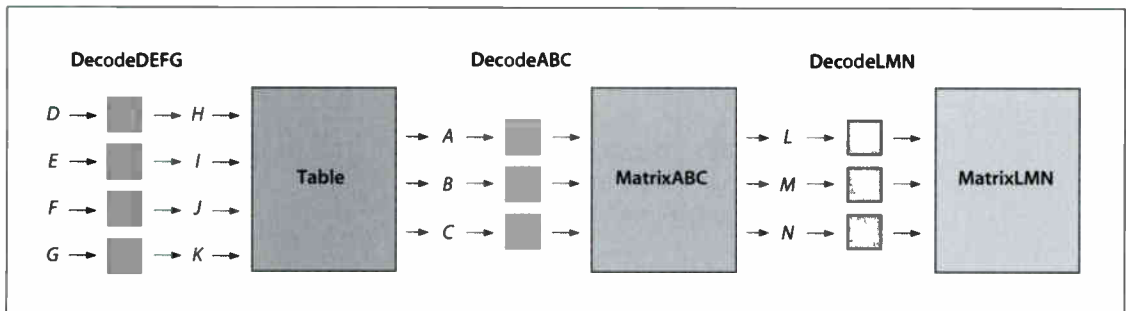 DecodeDEFG DecodeABC DecodeLMN
D H
A L
E I
Table B MatrixABC M MatrixLMN
F J
C N
G K